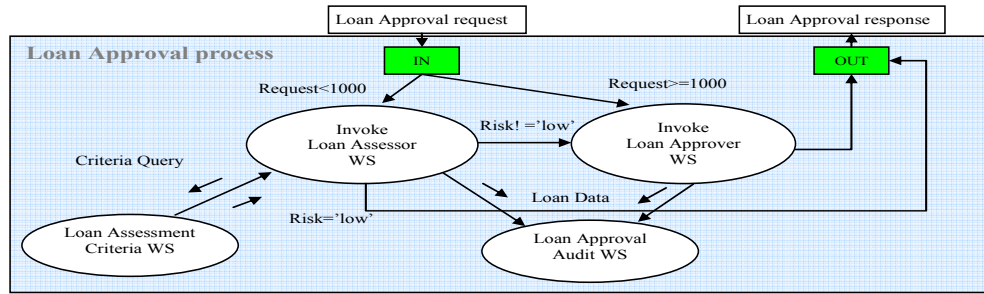 Loan Approval request
Loan Approval response
Loan Approval process
IN
OUT
Request<1000
Request>=1000
Invoke
Loan Assessor
WS
Risk! ='low'
Invoke
Loan Approver
WS
Criteria Query
Loan Data
Risk='low'
Loan Assessment
Criteria WS
Loan Approval
Audit WS